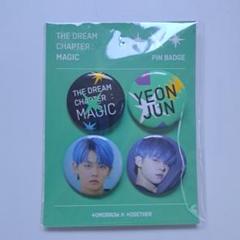 THE DREAM
CHAPTER :
MAGIC
PIN BADGE
THE DREAM
CHAPTER :
MAGIC
YEON
JUN
TOMORROW X TOGETHER